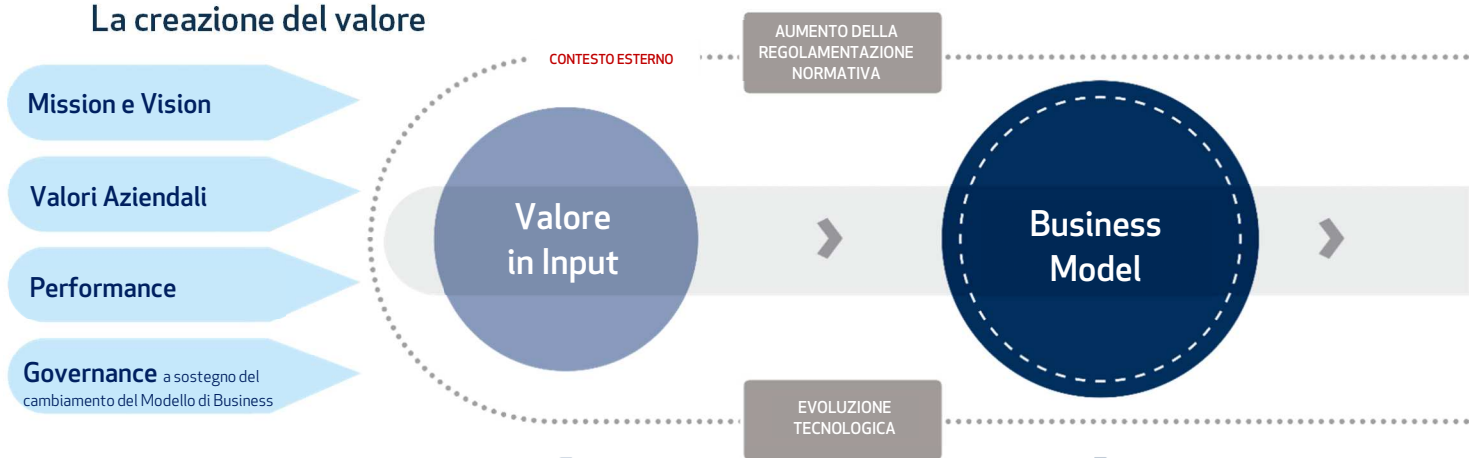 La creazione del valore
CONTESTO ESTERNO
AUMENTO DELLA
REGOLAMENTAZIONE
NORMATIVA
Mission e Vision
Valori Aziendali
Performance
Governance a sostegno del
cambiamento del Modello di Business
Valore
in Input
Business
Model
EVOLUZIONE
TECNOLOGICA